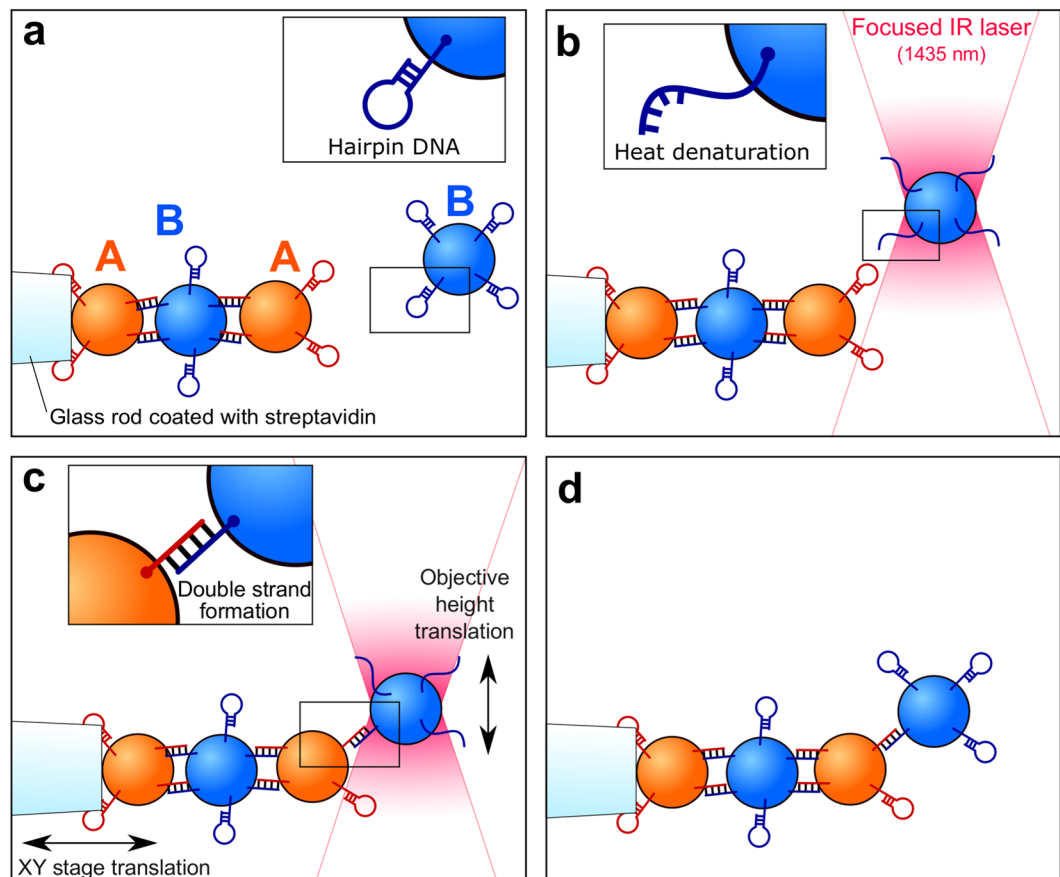 a
Hairpin DNA
A
B
A
B
Glass rod coated with streptavidin
b
Heat denaturation
Focused IR laser
(1435 nm)
c
Double strand
formation
Objective
height
translation
XY stage translation
d